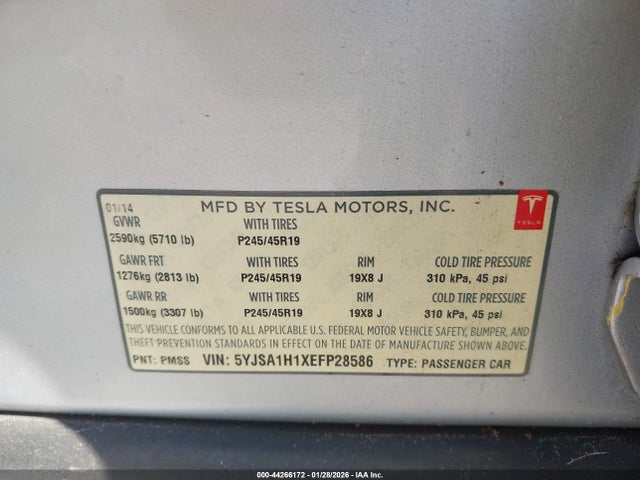 01/14
MFD BY TESLA MOTORS, INC.
TESLA
GVWR WITH TIRES
2590kg (5710 lb) P245/45R19
GAWR FRT WITH TIRES RIM COLD TIRE PRESSURE
1276kg (2813 lb) P245/45R19 19X8 J 310 kPa, 45 psi
GAWR RR WITH TIRES RIM COLD TIRE PRESSURE
1500kg (3307 lb) P245/45R19 19X8 J 310 kPa, 45 psi
THIS VEHICLE CONFORMS TO ALL APPLICABLE U.S. FEDERAL MOTOR VEHICLE SAFETY, BUMPER, AND
THEFT PREVENTION STANDARDS IN EFFECT ON THE DATE OF MANUFACTURE SHOWN ABOVE.
PNT: PMSS VIN: 5YJSA1H1XEFP28586 TYPE: PASSENGER CAR
000-44266172 | 01/28/2026 - IAA Inc.